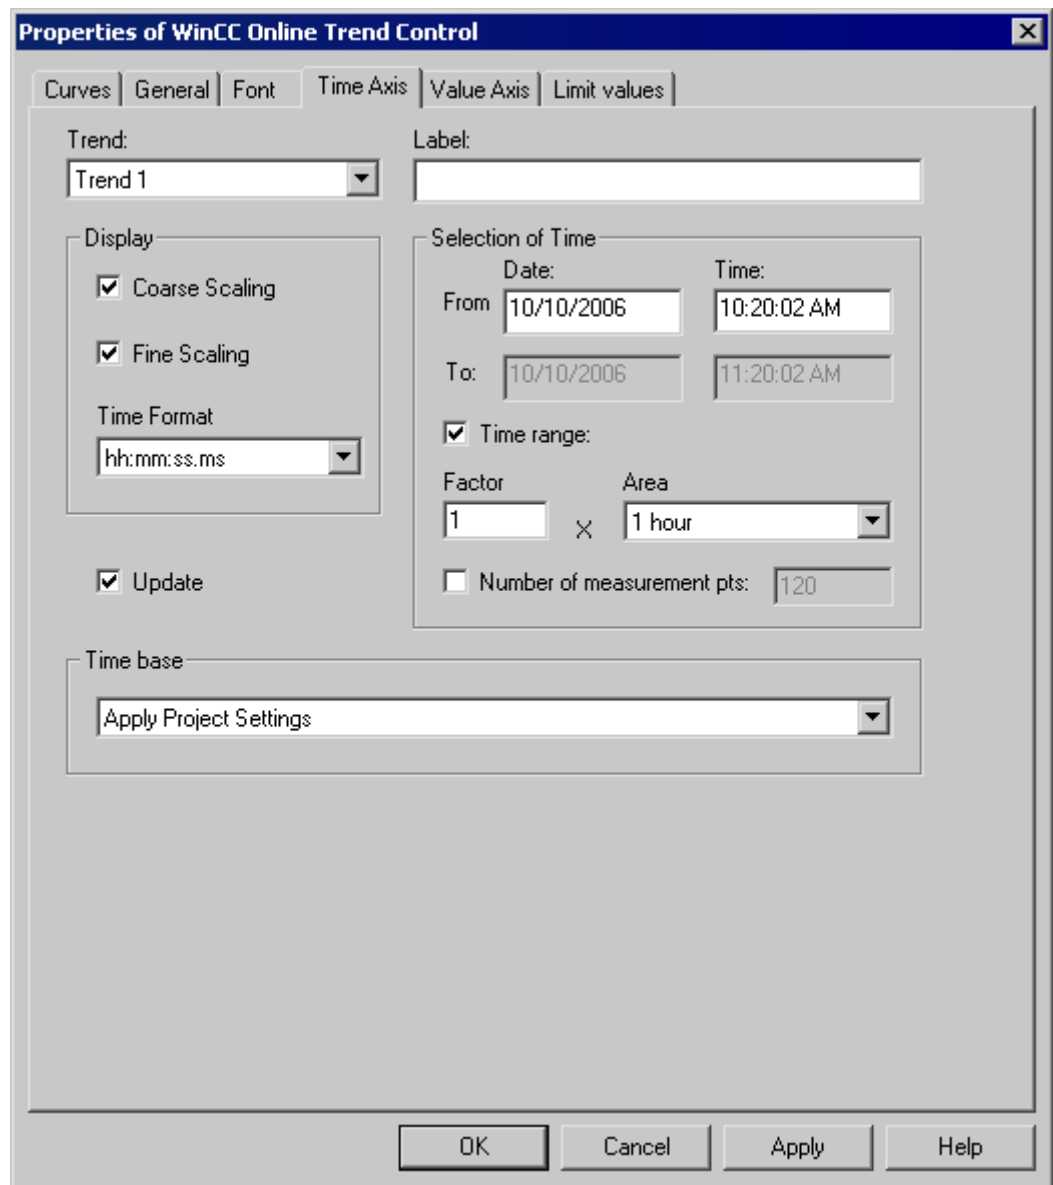 Properties of WinCC Online Trend Control
Curves General Font Time Axis Value Axis Limit values
Trend: Label:
Trend 1
Display Selection of Time
Date: Time:
Coarse Scaling
From 10/10/2006 10:20:02 AM
Fine Scaling
To: 10/10/2006 11:20:02 AM
Time Format
Time range:
hh:mm:ss.ms
Factor Area
1 X 1 hour
Update
Number of measurement pts: 120
Time base
Apply Project Settings
OK Cancel Apply Help